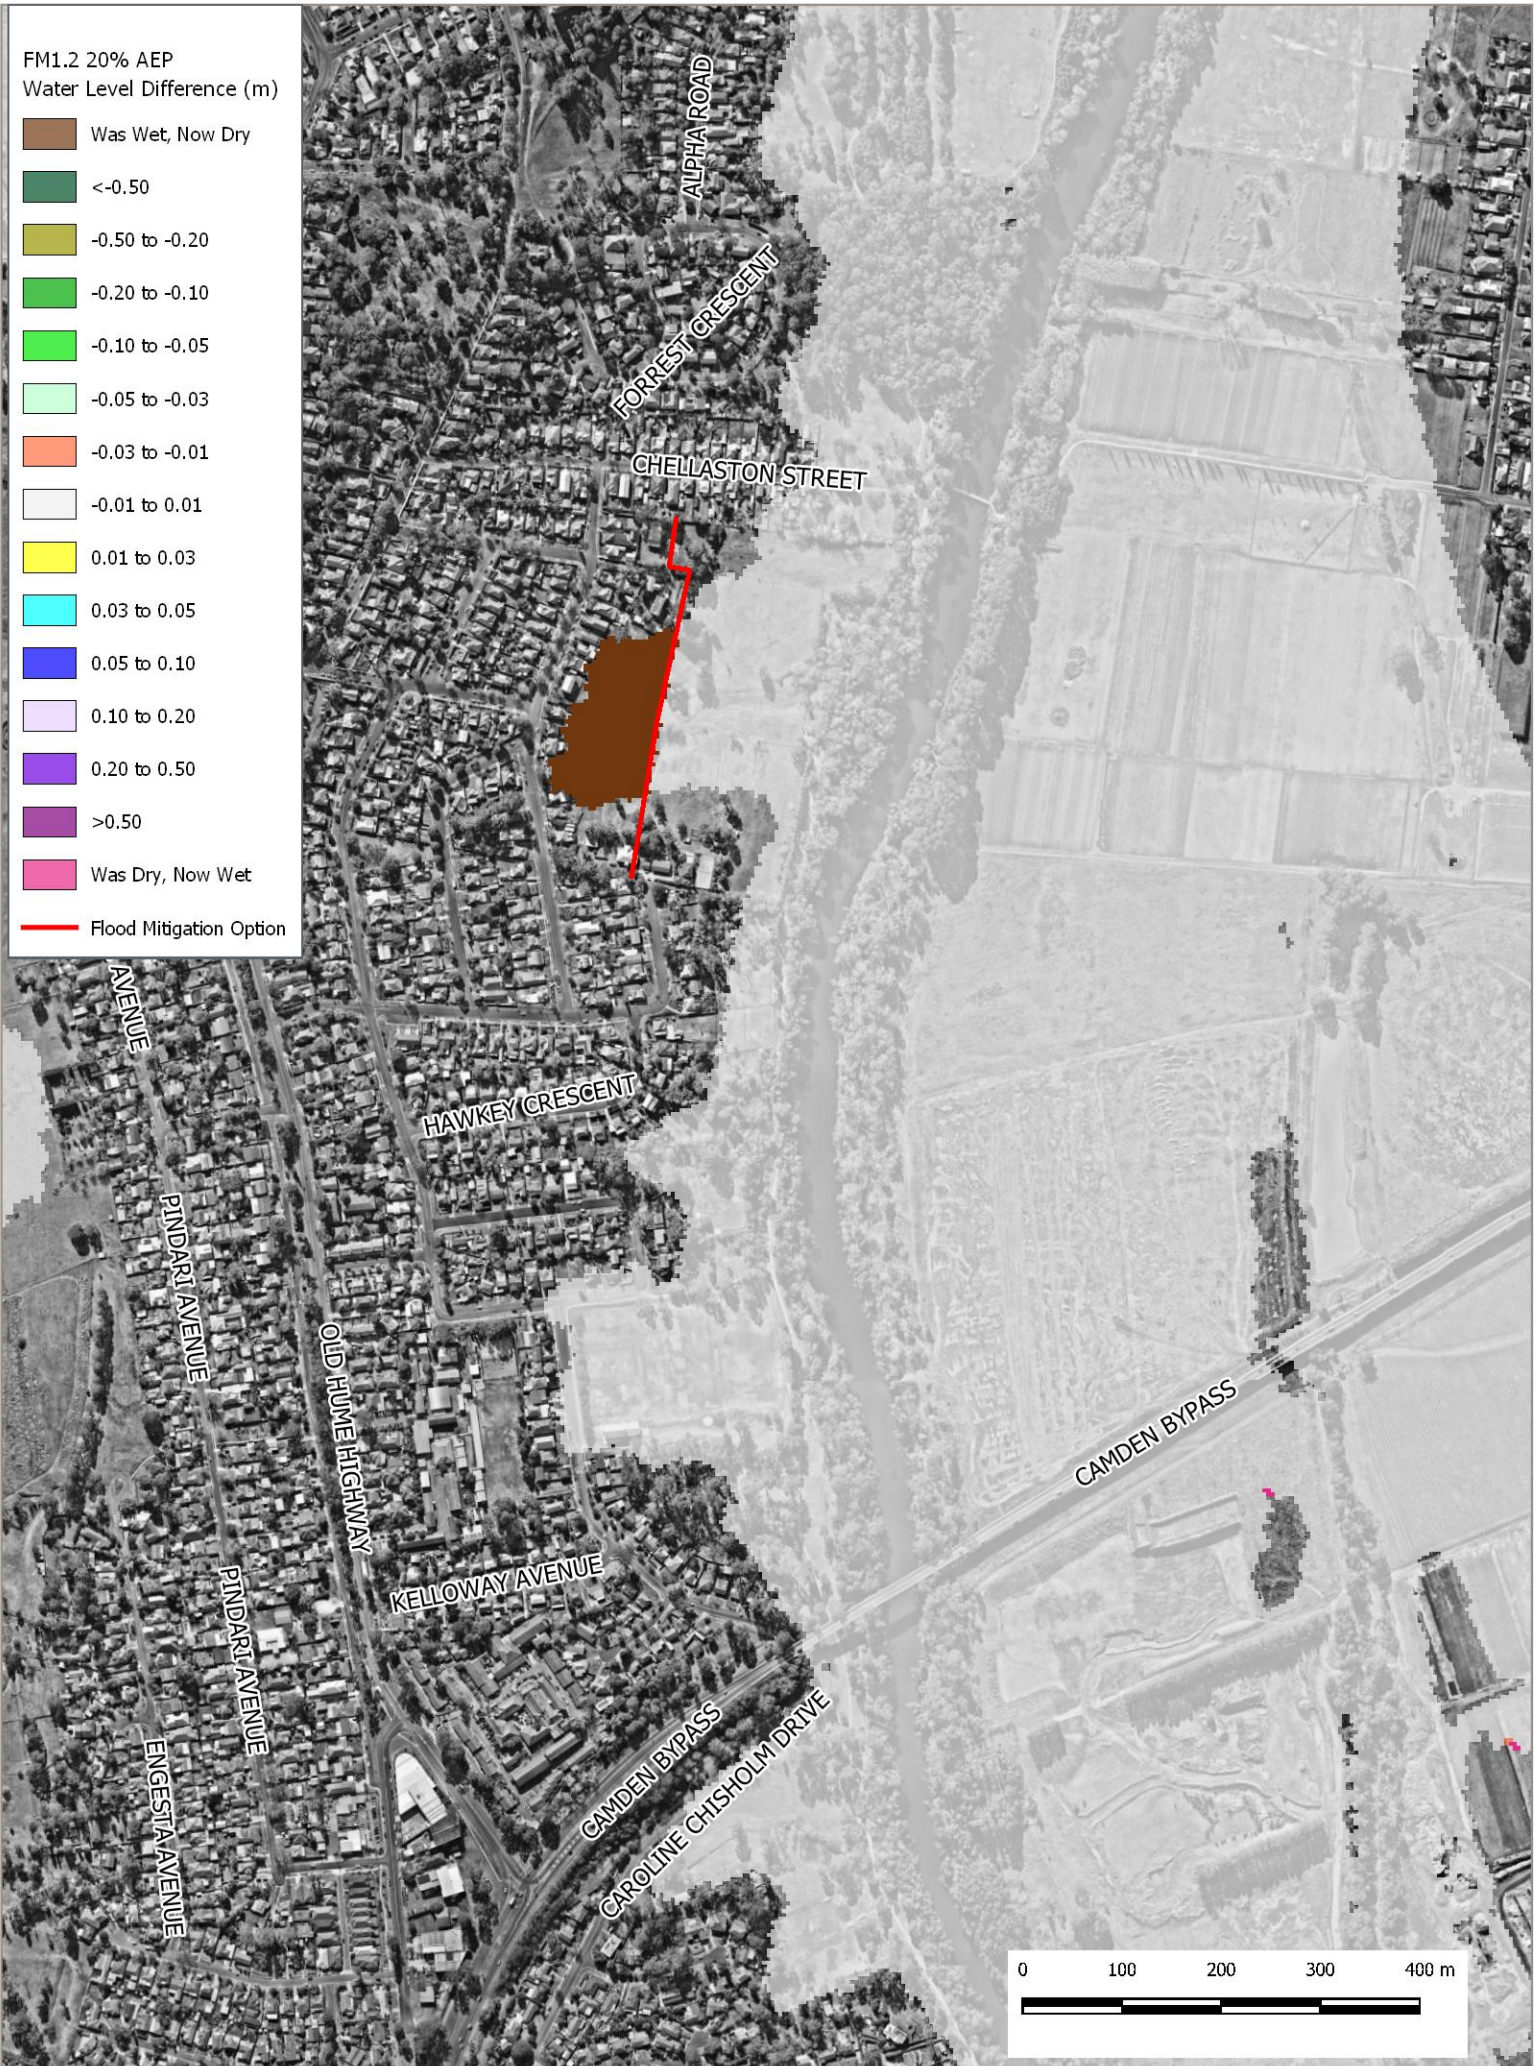 FM1.2 20% AEP
Water Level Difference (m)
Was Wet, Now Dry
<-0.50
-0.50 to -0.20
-0.20 to -0.10
-0.10 to -0.05
-0.05 to -0.03
-0.03 to -0.01
-0.01 to 0.01
0.01 to 0.03
0.03 to 0.05
0.05 to 0.10
0.10 to 0.20
0.20 to 0.50
>0.50
Was Dry, Now Wet
Flood Mitigation Option
ALPHA ROAD
FORREST CRESCENT
CHELLASTON STREET
AVENUE
HAWKEY CRESCENT
PINDARI AVENUE
OLD HUME HIGHWAY
CAMDEN BYPASS
KELLOWAY AVENUE
PINDARI AVENUE
CAMDEN BYPASS
CAROLINE CHISHOLM DRIVE
ENGESTA AVENUE
0 100 200 300 400 m